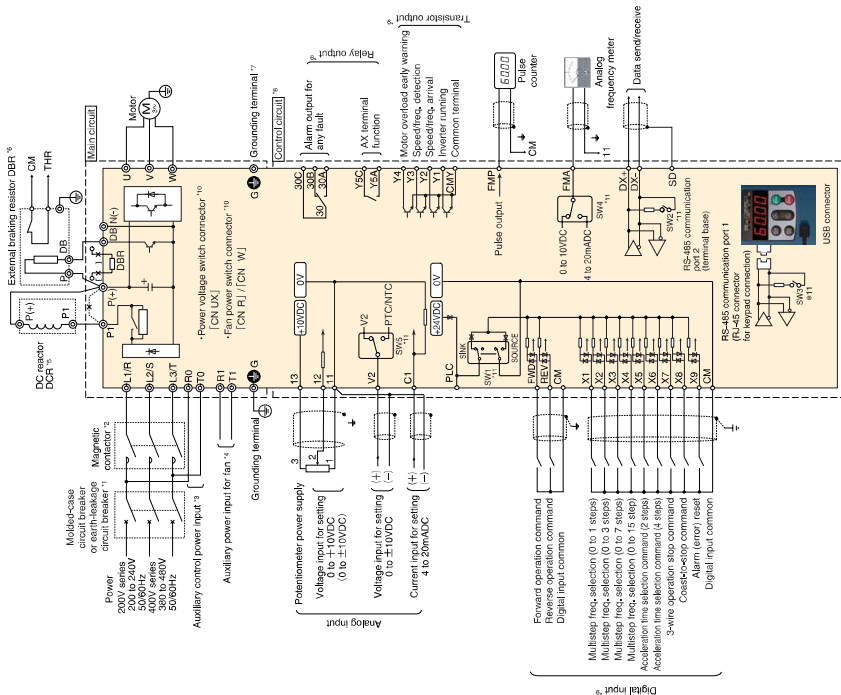 External braking resistor DBR *6
CM
THR
DC reactor
DCR *5
P(+)
P1
P
DB
Main circuit
Motor
M
3~
U
V
W
Grounding terminal *7
G
Control circuit *8
P1
P(+)
DB
N(-)
DBR
·Power voltage switch connector *10
「CN UX」
·Fan power switch connector *10
「CN R」/「CN W」
L1/R
L2/S
L3/T
R0
T0
R1
T1
G
Magnetic
contactor *2
Molded-case
circuit breaker
or earth-leakage
circuit breaker *1
Power
200V series
200 to 240V
50/60Hz
400V series
380 to 480V
50/60Hz
Auxiliary control power input *3
Auxiliary power input for fan *4
Grounding terminal
Relay output *9
Alarm output for
any fault
AX terminal
function
30C
30B
30A
30
Y5C
Y5A
Transistor output *9
Motor overload early warning
Speed/freq. detection
Speed/freq. arrival
Inverter running
Common terminal
Y4
Y3
Y2
Y1
CMY
Pulse output
FMP
6000
Pulse
counter
CM
FMA
0 to 10VDC
4 to 20mADC
SW4
*11
Analog
frequency meter
11
Data send/receive
DX+
DX-
SD
SW2
*11
RS-485 communication
port 2
(terminal base)
RS-485 communication port 1
(RJ-45 connector
for keypad connection)
SW3
※11
6000
USB connector
Analog input
Potentiometer power supply
Voltage input for setting
0 to +10VDC
(0 to ±10VDC)
Voltage input for setting
0 to ±10VDC
Current input for setting
4 to 20mADC
3
2
1
(+)
(-)
(+)
(-)
13
12
11
V2
C1
+10VDC
0V
V2
PTC/NTC
SW5
*11
+24VDC
0V
PLC
SINK
SW1
*11
SOURCE
Digital input *9
Forward operation command
Reverse operation command
Digital input common
Multistep freq. selection (0 to 1 steps)
Multistep freq. selection (0 to 3 steps)
Multistep freq. selection (0 to 7 steps)
Multistep freq. selection (0 to 15 step)
Acceleration time selection command (2 steps)
Acceleration time selection command (4 steps)
3-wire operation stop command
Coast-to-stop command
Alarm (error) reset
Digital input common
FWD
REV
CM
X1
X2
X3
X4
X5
X6
X7
X8
X9
CM